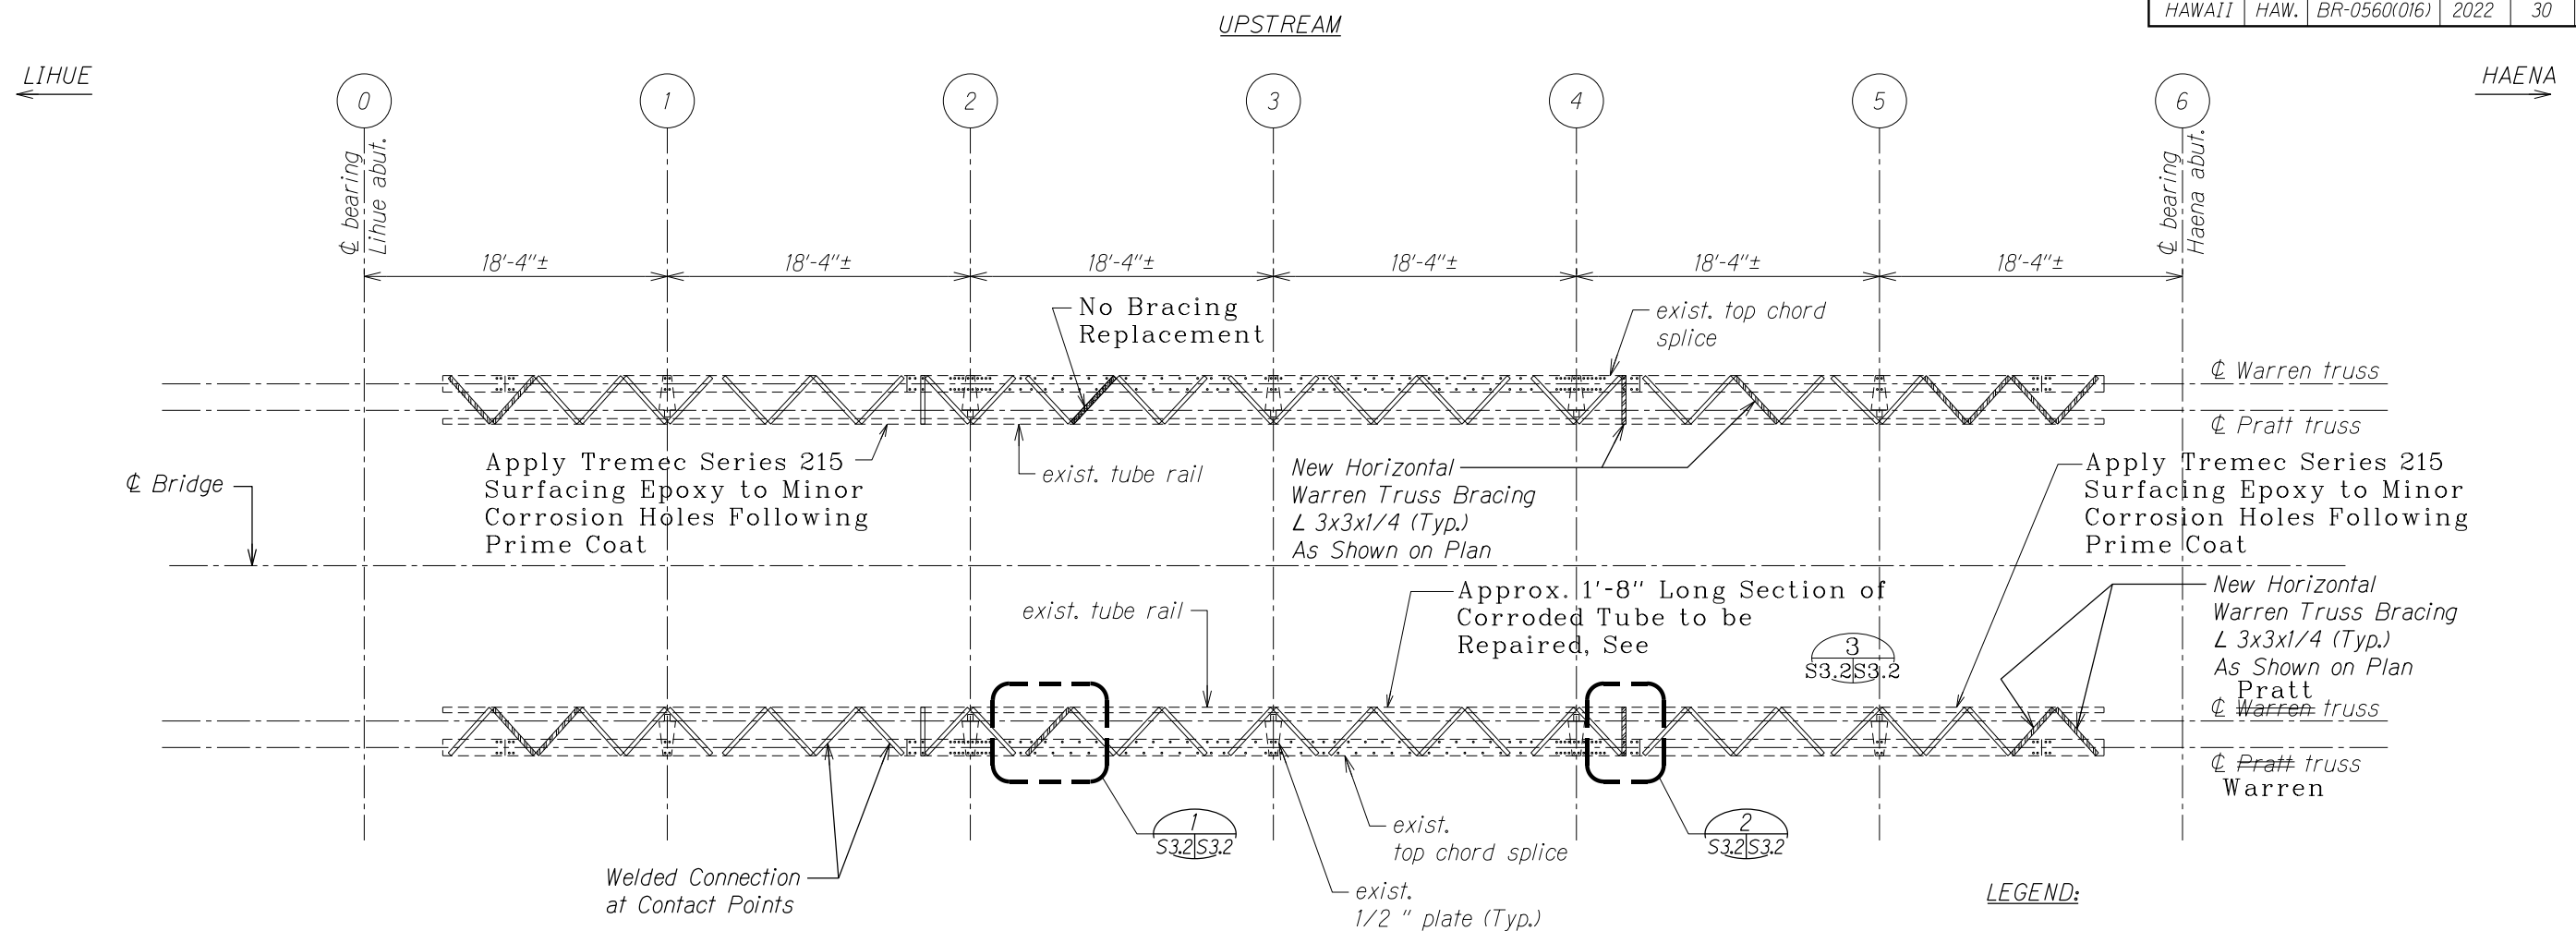 HAWAII HAW. BR-0560(016) 2022 30
UPSTREAM
LIHUE
HAENA
0 1 2 3 4 5 6
℄ bearing
Lihue abut.
℄ bearing
Haena abut.
18'-4"± 18'-4"± 18'-4"± 18'-4"± 18'-4"± 18'-4"±
No Bracing
Replacement
exist. top chord
splice
℄ Warren truss
℄ Pratt truss
℄ Bridge
Apply Tremec Series 215
Surfacing Epoxy to Minor
Corrosion Holes Following
Prime Coat
exist. tube rail
New Horizontal
Warren Truss Bracing
∠ 3x3x1/4 (Typ.)
As Shown on Plan
Apply Tremec Series 215
Surfacing Epoxy to Minor
Corrosion Holes Following
Prime Coat
exist. tube rail
Approx. 1'-8" Long Section of
Corroded Tube to be
Repaired, See
3
S3.2 S3.2
New Horizontal
Warren Truss Bracing
∠ 3x3x1/4 (Typ.)
As Shown on Plan
Pratt
℄ Warren truss
℄ Pratt truss
Warren
1
S3.2 S3.2
2
S3.2 S3.2
exist.
top chord splice
exist.
1/2 " plate (Typ.)
Welded Connection
at Contact Points
LEGEND: